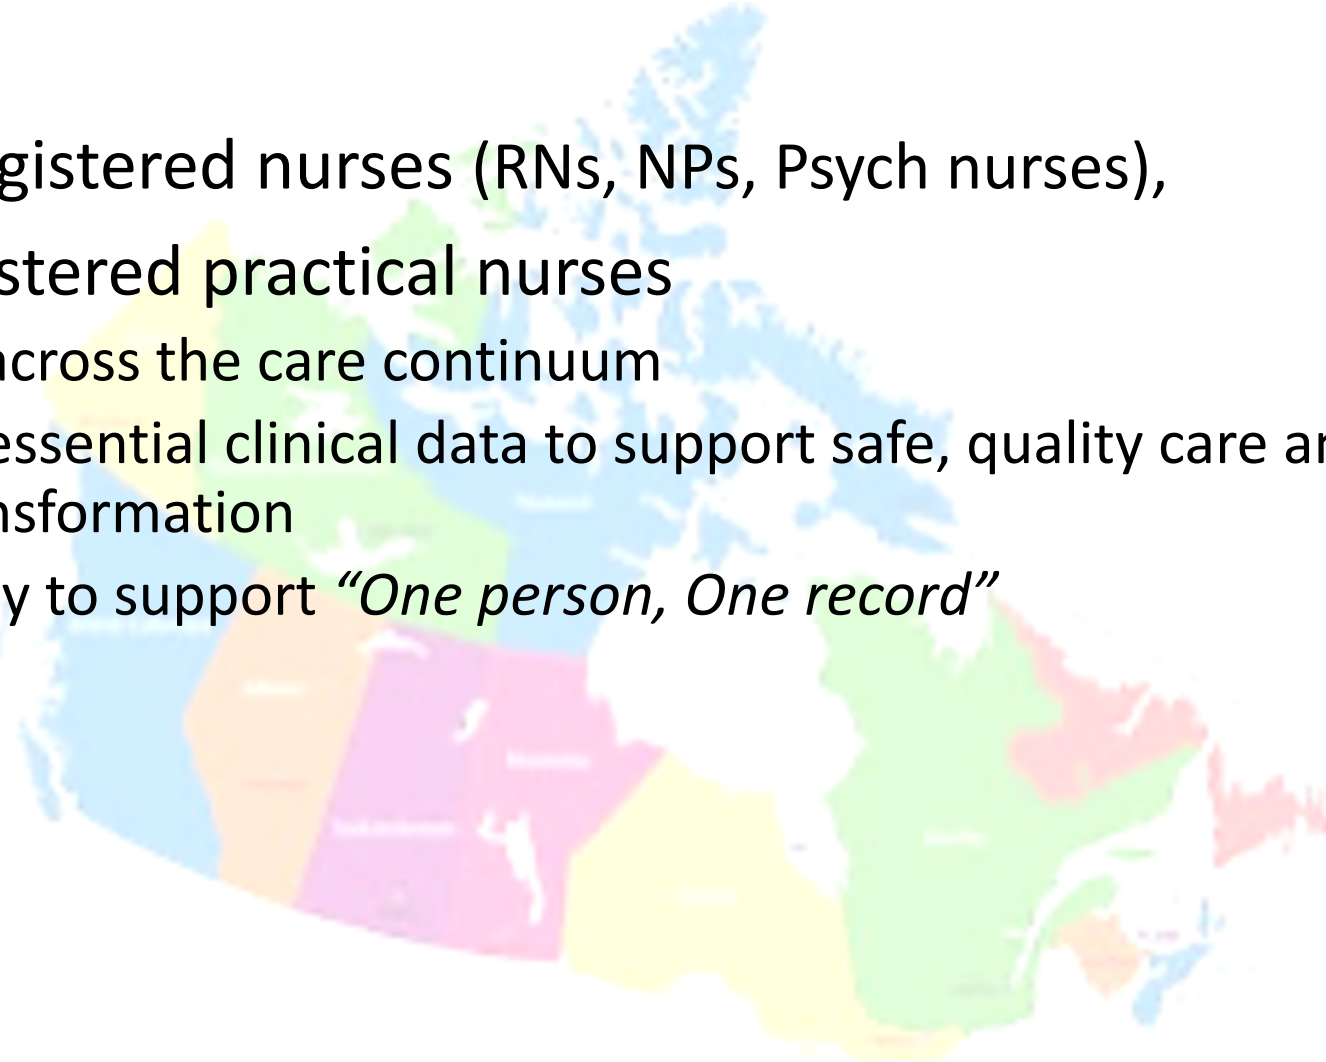 gistered nurses (RNs, NPs, Psych nurses),
stered practical nurses
across the care continuum
essential clinical data to support safe, quality care an
nsformation
y to support “One person, One record”